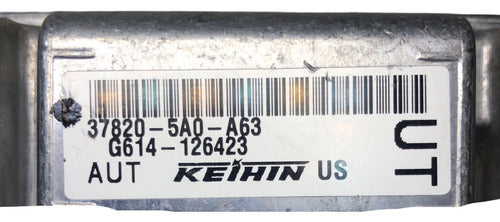 37820-5A0-A63
G614-126423
AUT KEIHIN US
UT